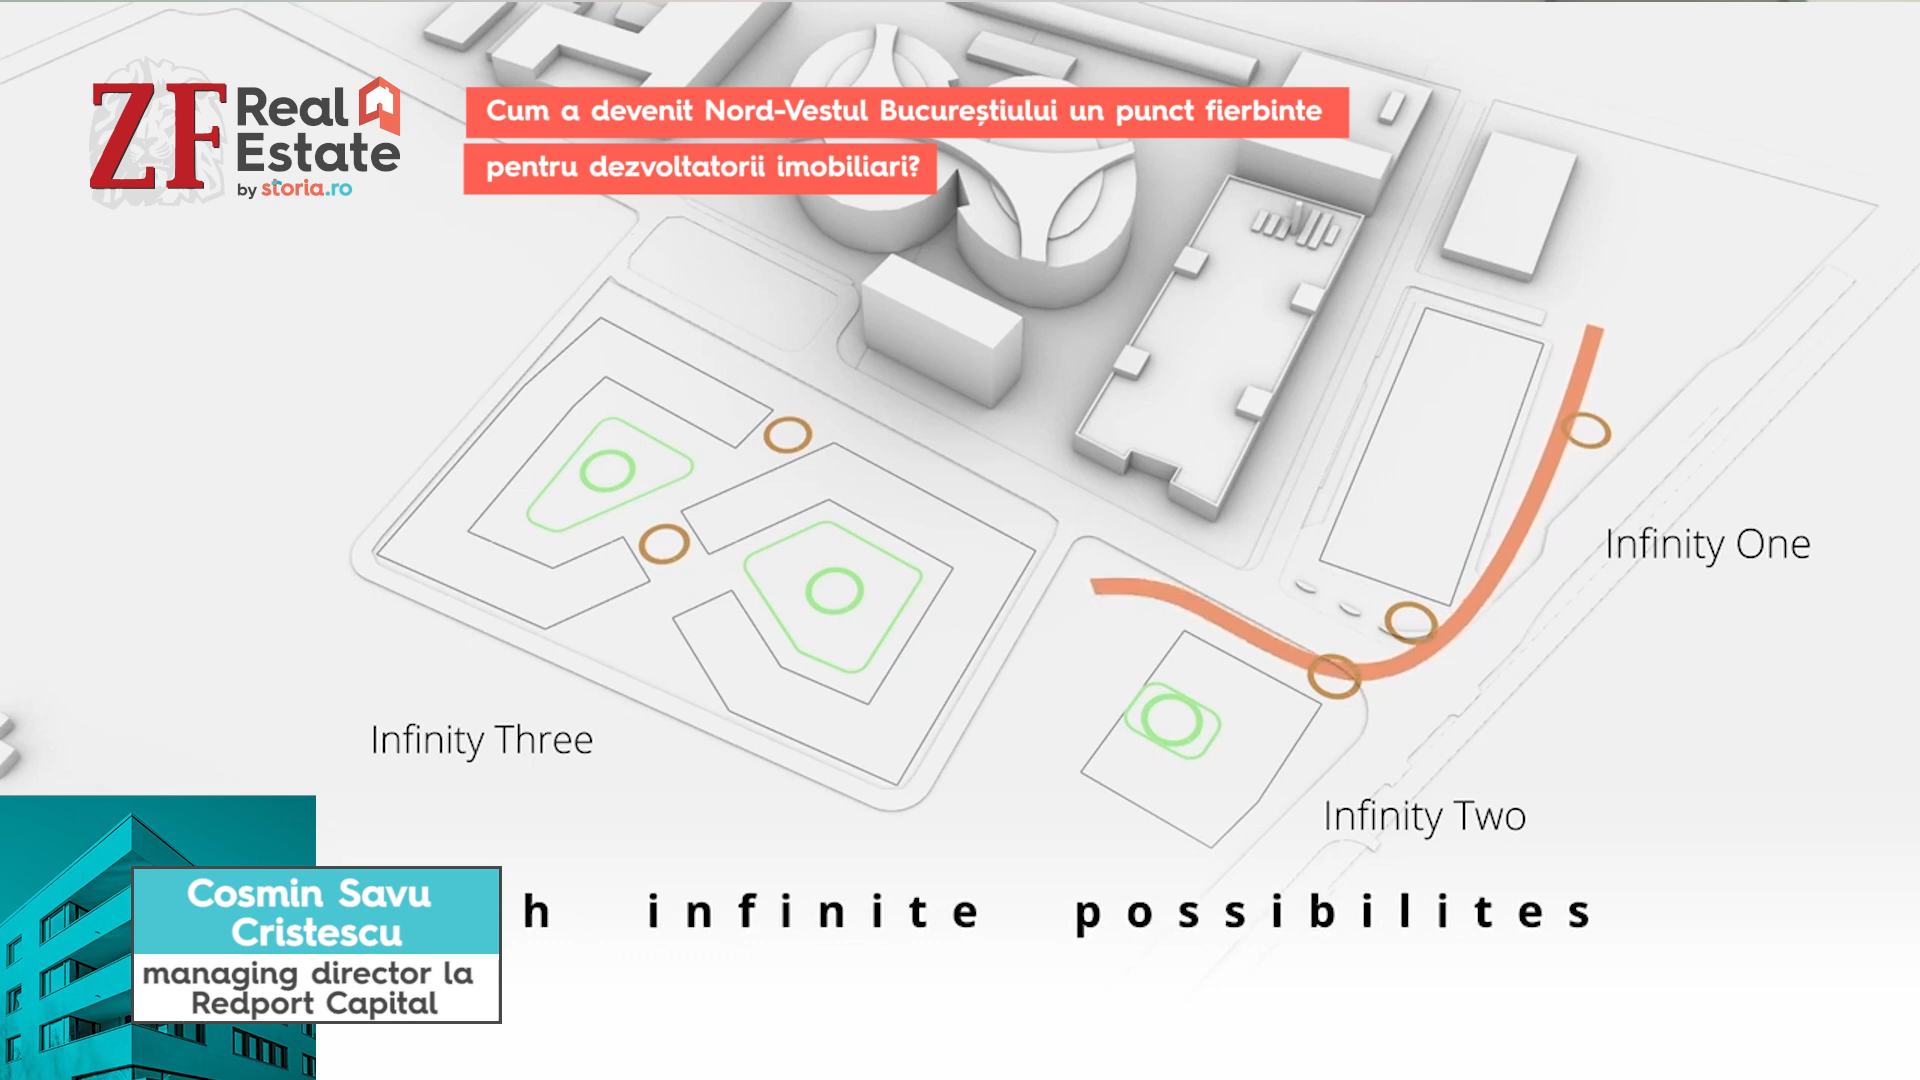 ZF Real Estate
by storia.ro
Cum a devenit Nord-Vestul Bucureștiului un punct fierbinte
pentru dezvoltatorii imobiliari?
Infinity One
Infinity Three
Infinity Two
h infinite possibilites
Cosmin Savu
Cristescu
managing director la
Redport Capital